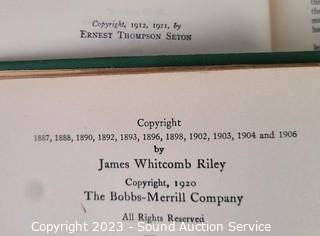 Copyright, 1912, 1921, by
ERNEST THOMPSON SETON
Copyright
1887, 1888, 1890, 1892, 1893, 1896, 1898, 1902, 1903, 1904 and 1906
by
James Whitcomb Riley
Copyright, 1920
The Bobbs-Merrill Company
All Rights Reserved
Copyright 2023 - Sound Auction Service